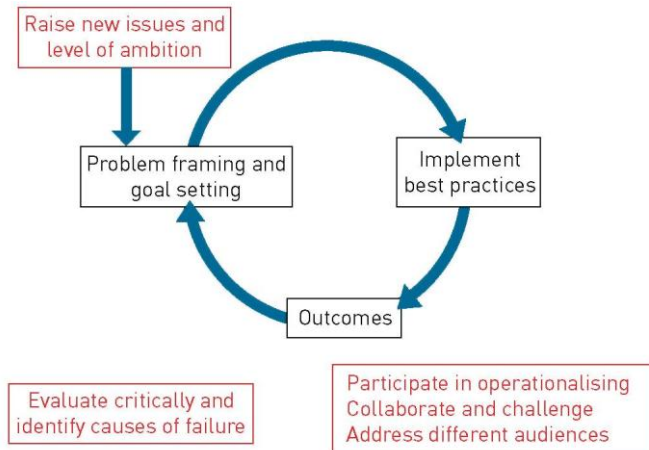 Raise new issues and
level of ambition
Problem framing and
goal setting
Implement
best practices
Outcomes
Evaluate critically and
identify causes of failure
Participate in operationalising
Collaborate and challenge
Address different audiences